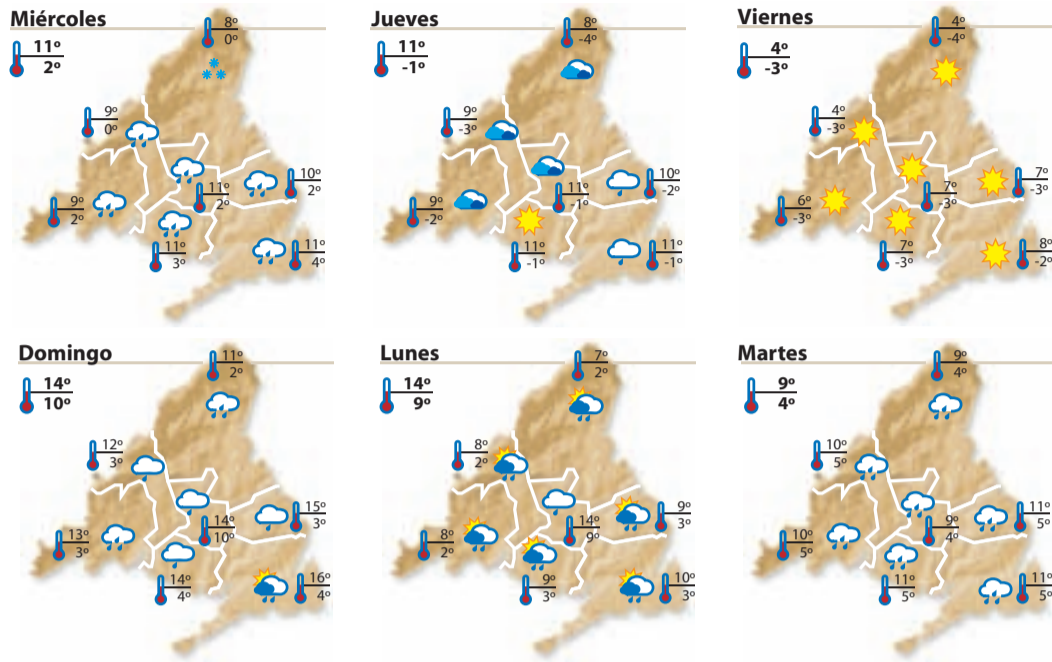 Miércoles
11º
2º
8º
0º
9º
0º
11º
2º
10º
2º
9º
2º
11º
3º
11º
4º
Jueves
11º
-1º
8º
-4º
9º
-3º
11º
-1º
10º
-2º
9º
-2º
11º
-1º
11º
-1º
Viernes
4º
-3º
4º
-4º
4º
-3º
7º
-3º
7º
-3º
6º
-3º
7º
-3º
8º
-2º
Domingo
14º
10º
11º
2º
12º
3º
15º
3º
14º
10º
13º
3º
14º
4º
16º
4º
Lunes
14º
9º
7º
2º
8º
2º
9º
3º
14º
9º
8º
2º
9º
3º
10º
3º
Martes
9º
4º
9º
4º
10º
5º
11º
5º
9º
4º
10º
5º
11º
5º
11º
5º